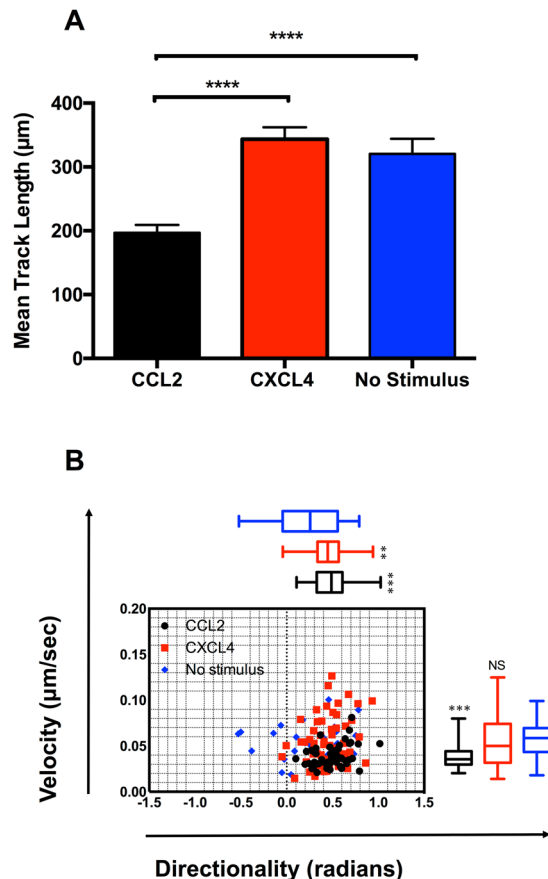 A
****
****
Mean Track Length (µm)
400
300
200
100
0
CCL2 CXCL4 No Stimulus
B
**
***
Velocity (µm/sec)
0.20
0.15
0.10
0.05
0.00
CCL2
CXCL4
No stimulus
-1.5 -1.0 -0.5 0.0 0.5 1.0 1.5
***
NS
Directionality (radians)